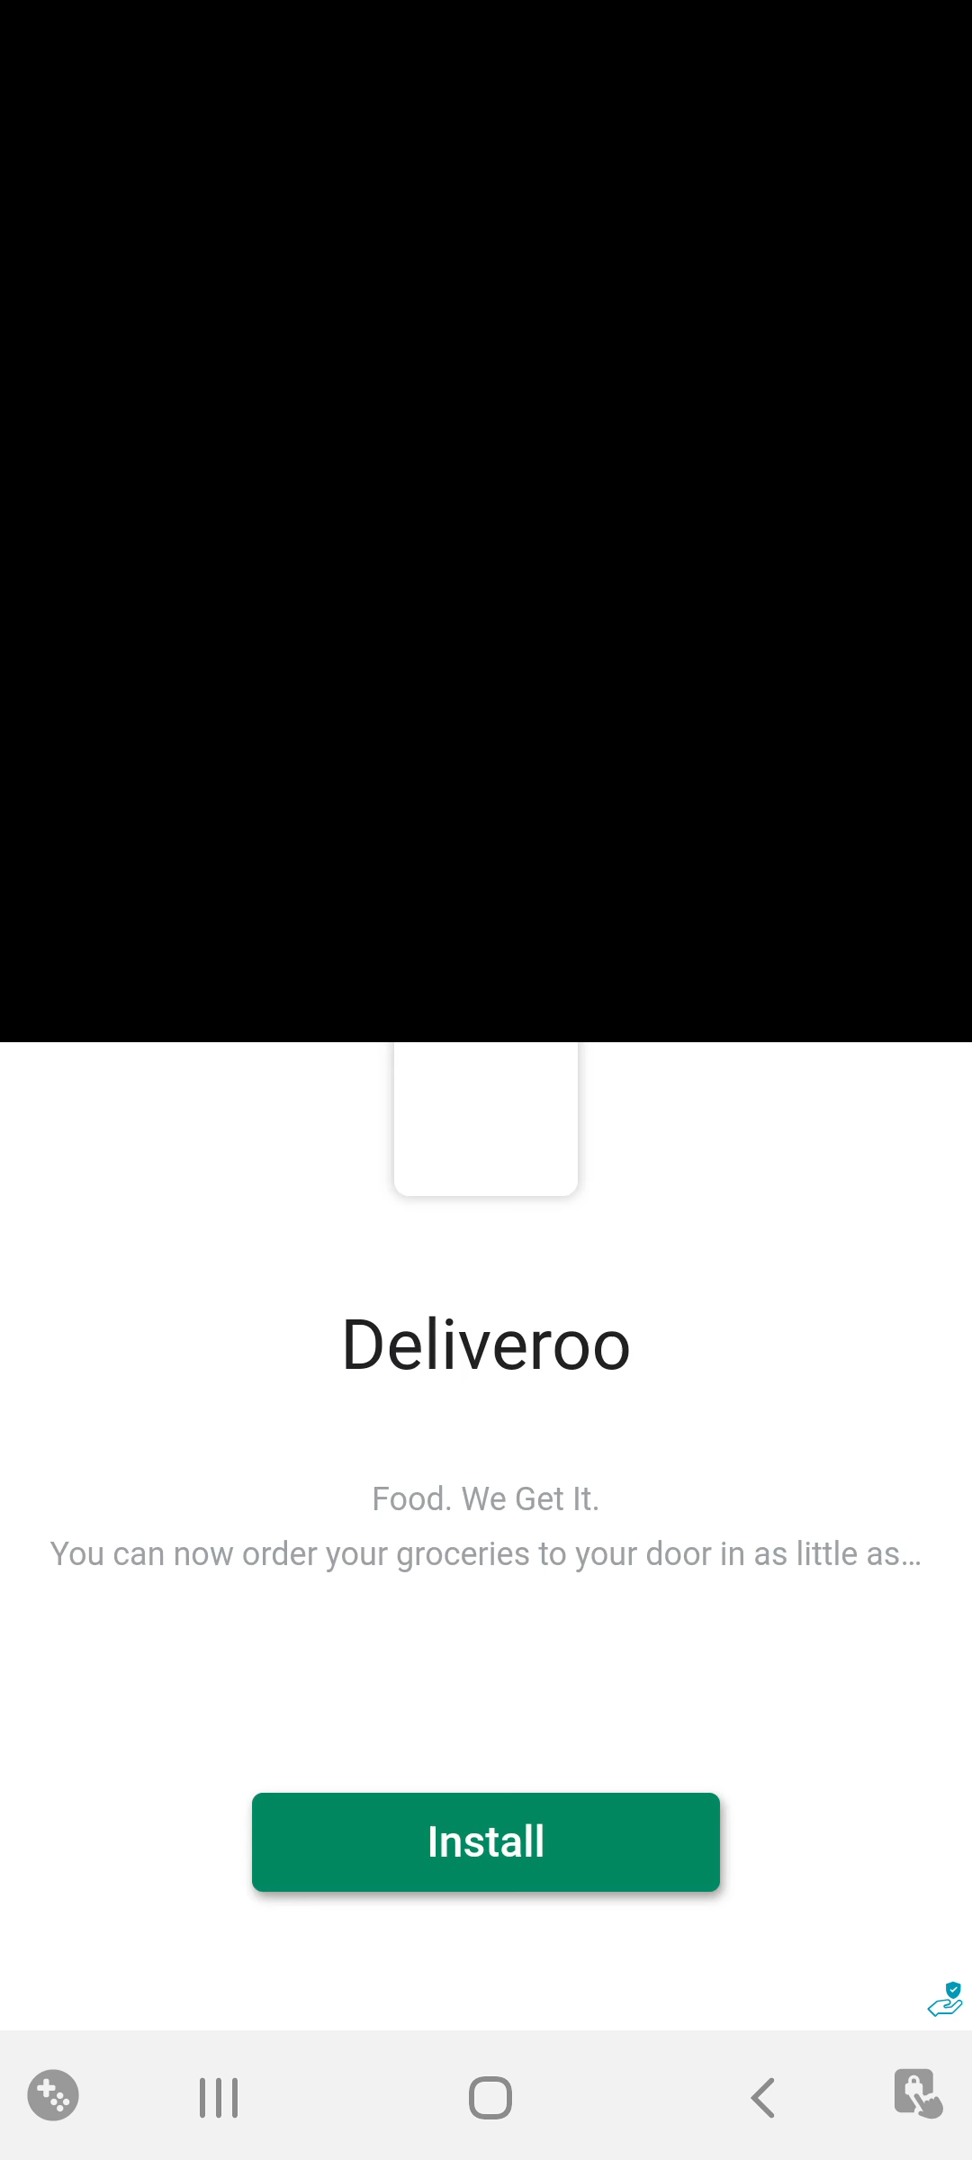 Deliveroo
Food. We Get It.
You can now order your groceries to your door in as little as...
Install